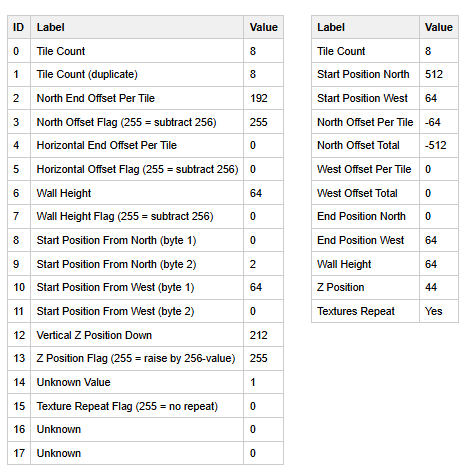 ID Label Value
0 Tile Count 8
1 Tile Count (duplicate) 8
2 North End Offset Per Tile 192
3 North Offset Flag (255 = subtract 256) 255
4 Horizontal End Offset Per Tile 0
5 Horizontal Offset Flag (255 = subtract 256) 0
6 Wall Height 64
7 Wall Height Flag (255 = subtract 256) 0
8 Start Position From North (byte 1) 0
9 Start Position From North (byte 2) 2
10 Start Position From West (byte 1) 64
11 Start Position From West (byte 2) 0
12 Vertical Z Position Down 212
13 Z Position Flag (255 = raise by 256-value) 255
14 Unknown Value 1
15 Texture Repeat Flag (255 = no repeat) 0
16 Unknown 0
17 Unknown 0
Label Value
Tile Count 8
Start Position North 512
Start Position West 64
North Offset Per Tile -64
North Offset Total -512
West Offset Per Tile 0
West Offset Total 0
End Position North 0
End Position West 64
Wall Height 64
Z Position 44
Textures Repeat Yes